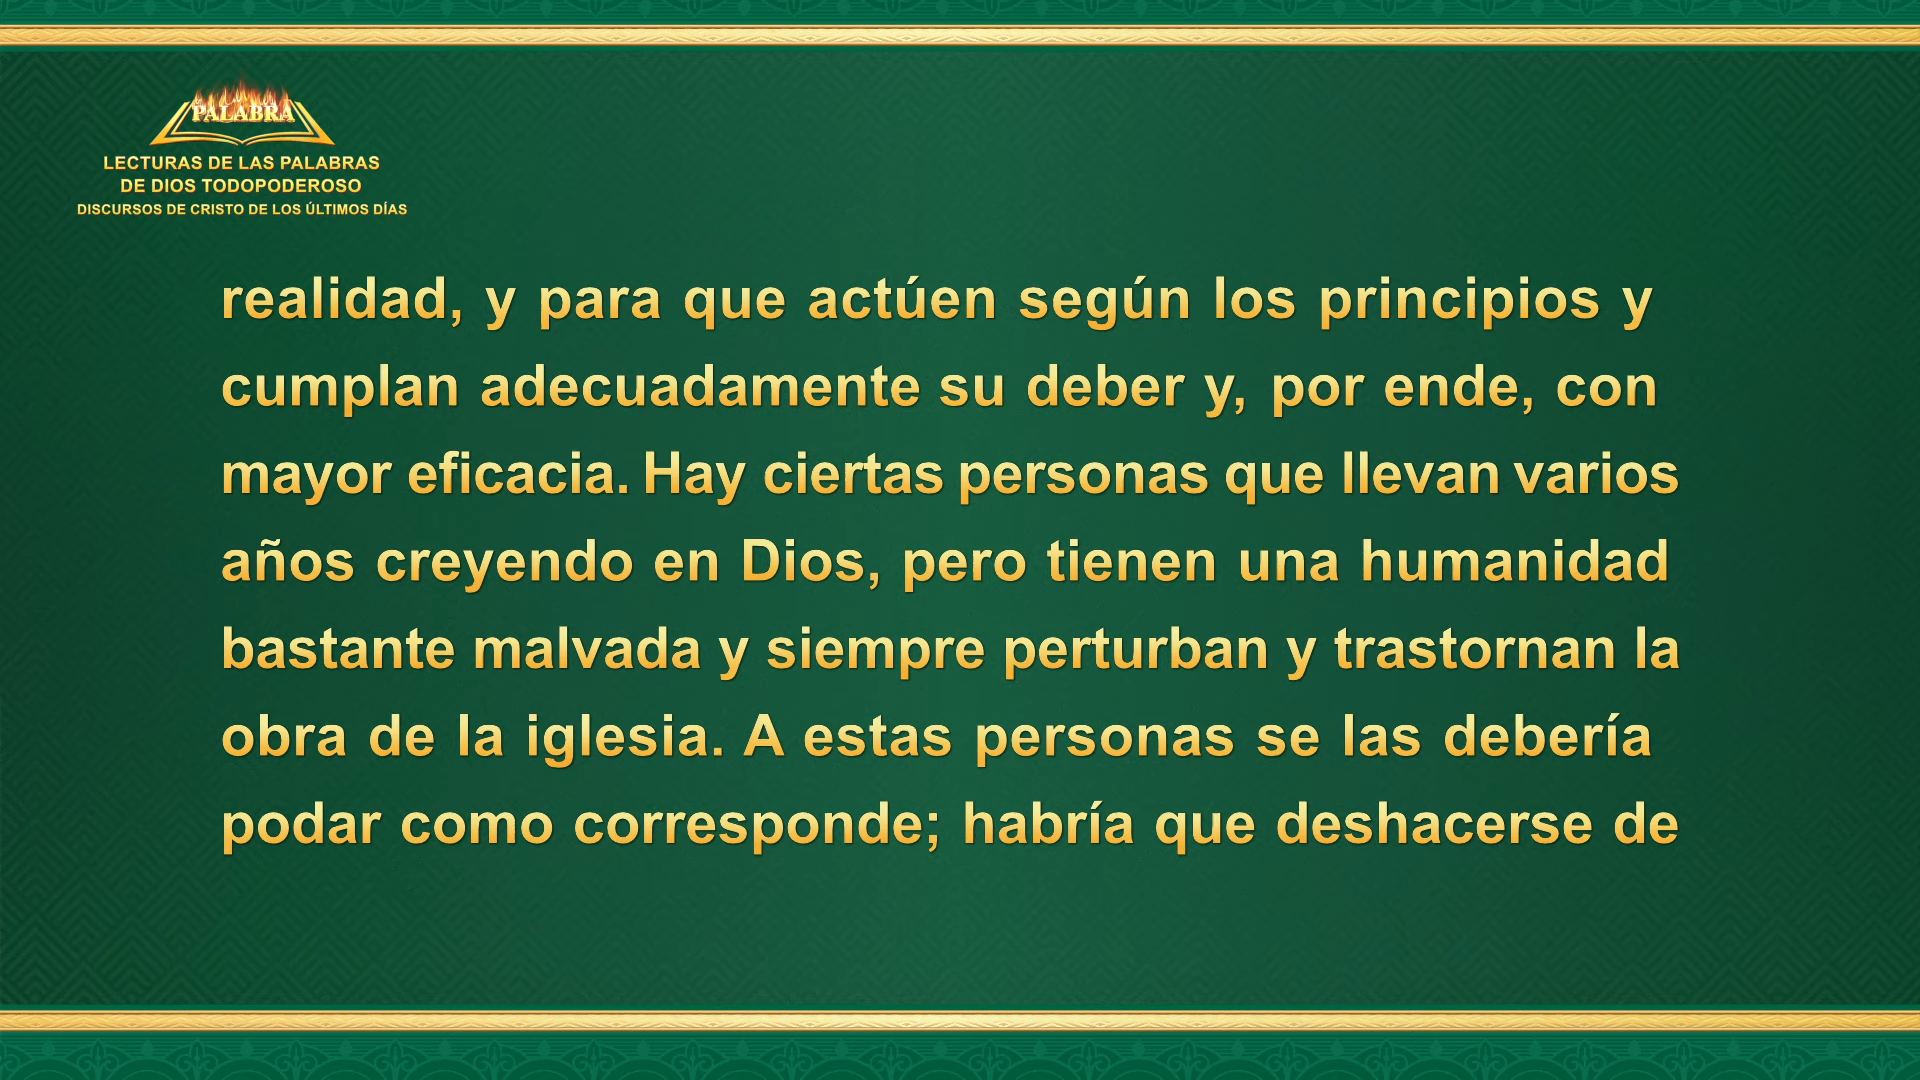 PALABRA
LECTURAS DE LAS PALABRAS
DE DIOS TODOPODEROSO
DISCURSOS DE CRISTO DE LOS ÚLTIMOS DÍAS
realidad, y para que actúen según los principios y
cumplan adecuadamente su deber y, por ende, con
mayor eficacia. Hay ciertas personas que llevan varios
años creyendo en Dios, pero tienen una humanidad
bastante malvada y siempre perturban y trastornan la
obra de la iglesia. A estas personas se las debería
podar como corresponde; habría que deshacerse de